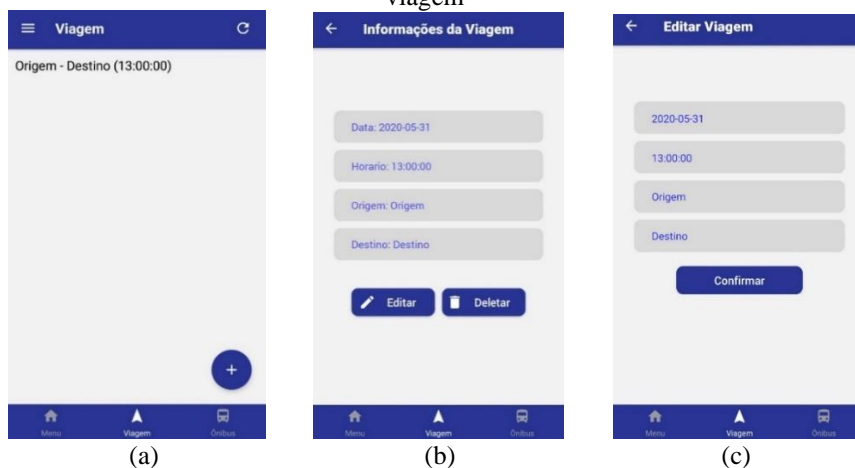 viagem
Viagem
Origem - Destino (13:00:00)
+
Menu
Viagem
Ônibus
(a)
Informações da Viagem
Data: 2020-05-31
Horario: 13:00:00
Origem: Origem
Destino: Destino
Editar
Deletar
Menu
Viagem
Ônibus
(b)
Editar Viagem
2020-05-31
13:00:00
Origem
Destino
Confirmar
Menu
Viagem
Ônibus
(c)